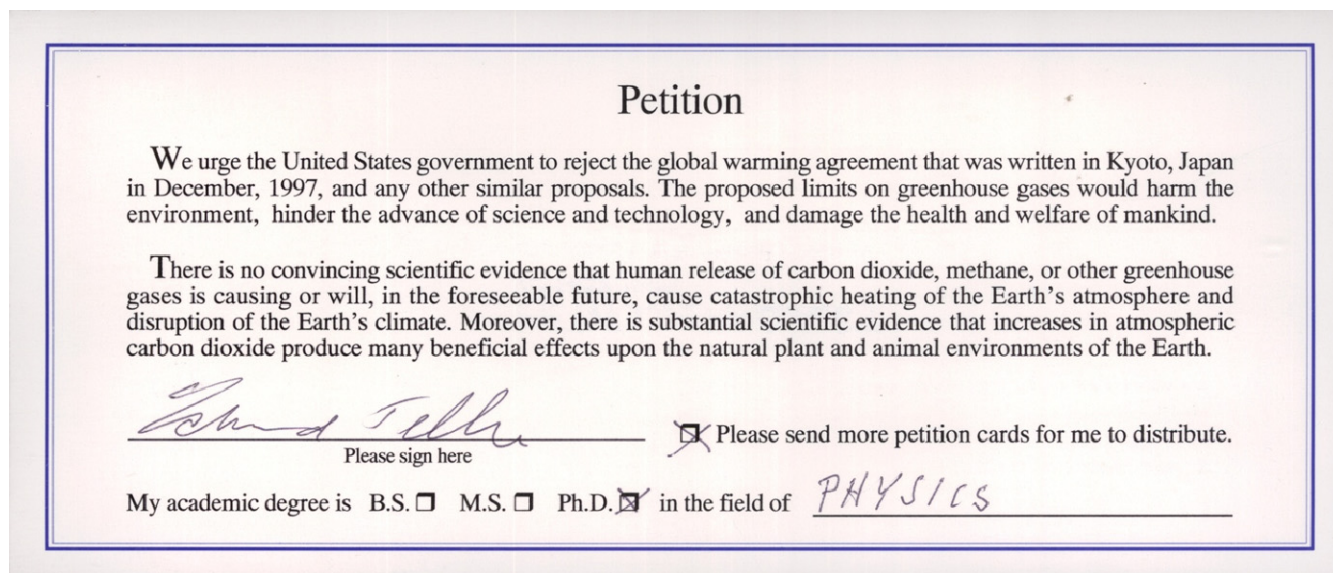 Petition
We urge the United States government to reject the global warming agreement that was written in Kyoto, Japan
in December, 1997, and any other similar proposals. The proposed limits on greenhouse gases would harm the
environment, hinder the advance of science and technology, and damage the health and welfare of mankind.
There is no convincing scientific evidence that human release of carbon dioxide, methane, or other greenhouse
gases is causing or will, in the foreseeable future, cause catastrophic heating of the Earth's atmosphere and
disruption of the Earth's climate. Moreover, there is substantial scientific evidence that increases in atmospheric
carbon dioxide produce many beneficial effects upon the natural plant and animal environments of the Earth.
Edward Teller
Please send more petition cards for me to distribute.
Please sign here
My academic degree is B.S. M.S. Ph.D. in the field of PHYSICS